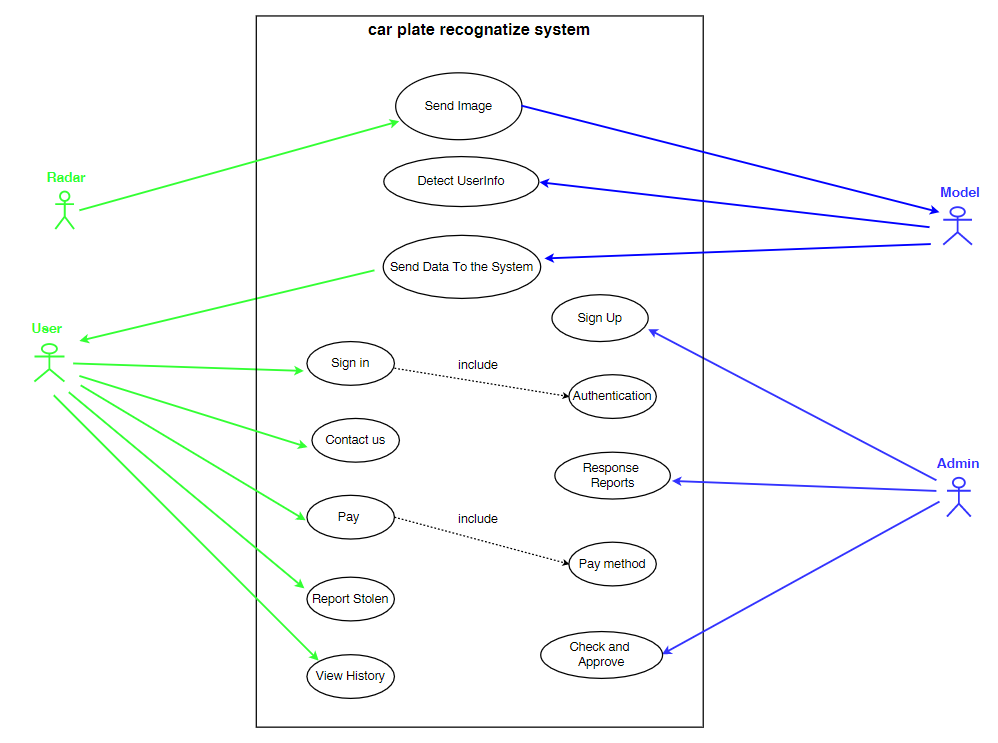 car plate recognatize system
Send Image
Radar
Detect UserInfo
Model
Send Data To the System
Sign Up
User
Sign in
include
Authentication
Contact us
Response
Reports
Admin
Pay
include
Pay method
Report Stolen
Check and
Approve
View History